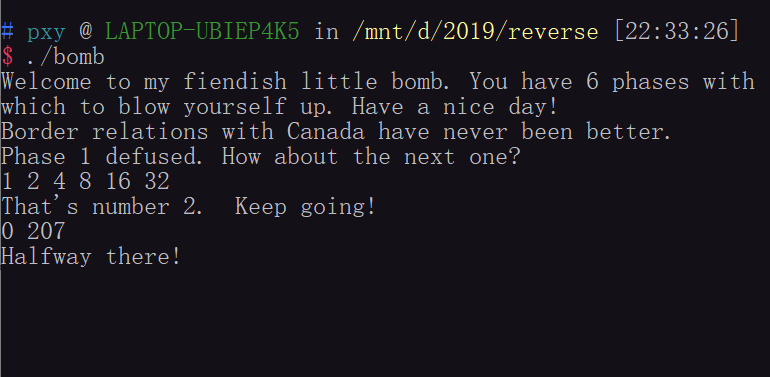 # pxy @ LAPTOP-UBIEP4K5 in /mnt/d/2019/reverse [22:33:26]
$ ./bomb
Welcome to my fiendish little bomb. You have 6 phases with
which to blow yourself up. Have a nice day!
Border relations with Canada have never been better.
Phase 1 defused. How about the next one?
1 2 4 8 16 32
That's number 2.  Keep going!
0 207
Halfway there!